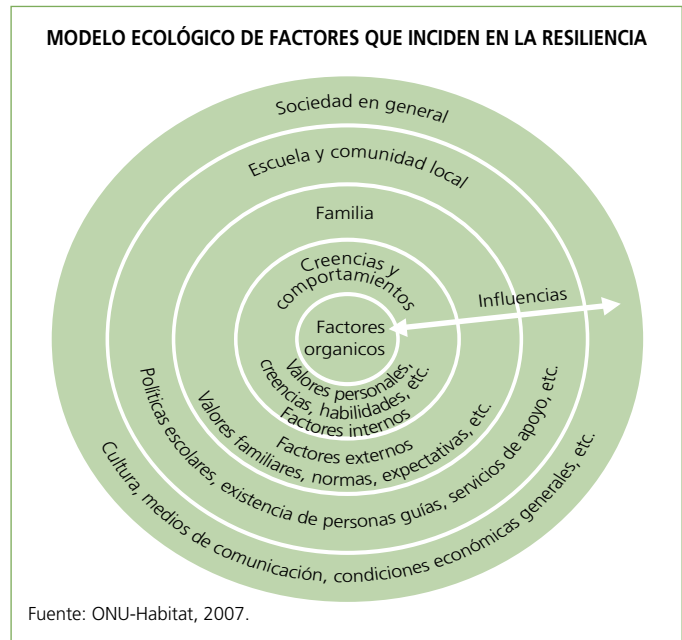 MODELO ECOLÓGICO DE FACTORES QUE INCIDEN EN LA RESILIENCIA
Sociedad en general
Escuela y comunidad local
Familia
Creencias y
comportamientos
Influencias
Factores
organicos
Valores personales,
creencias, habilidades, etc.
Factores internos
Factores externos
Valores familiares, normas, expectativas, etc.
Políticas escolares, existencia de personas guías, servicios de apoyo, etc.
Cultura, medios de comunicación, condiciones económicas generales, etc.
Fuente: ONU-Habitat, 2007.